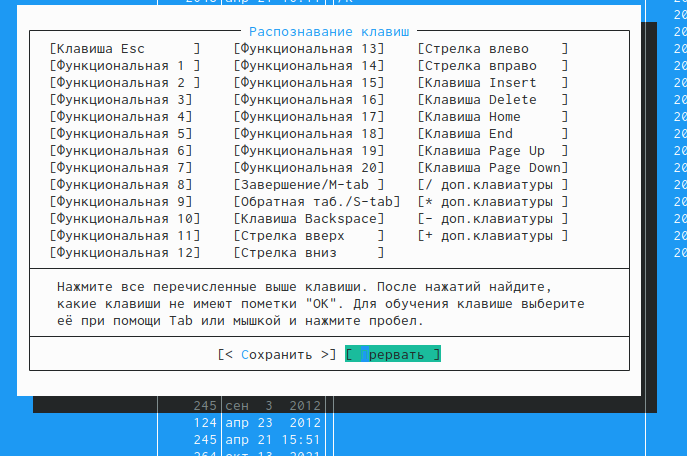 Распознавание клавиш
[Клавиша Esc      ] [Функциональная 13] [Стрелка влево    ]
[Функциональная 1 ] [Функциональная 14] [Стрелка вправо   ]
[Функциональная 2 ] [Функциональная 15] [Клавиша Insert   ]
[Функциональная 3] [Функциональная 16] [Клавиша Delete   ]
[Функциональная 4] [Функциональная 17] [Клавиша Home     ]
[Функциональная 5] [Функциональная 18] [Клавиша End      ]
[Функциональная 6] [Функциональная 19] [Клавиша Page Up  ]
[Функциональная 7] [Функциональная 20] [Клавиша Page Down]
[Функциональная 8] [Завершение/M-tab ] [/ доп.клавиатуры ]
[Функциональная 9] [Обратная таб./S-tab] [* доп.клавиатуры ]
[Функциональная 10] [Клавиша Backspace] [- доп.клавиатуры ]
[Функциональная 11] [Стрелка вверх    ] [+ доп.клавиатуры ]
[Функциональная 12] [Стрелка вниз     ]
Нажмите все перечисленные выше клавиши. После нажатий найдите,
какие клавиши не имеют пометки "OK". Для обучения клавише выберите
её при помощи Tab или мышкой и нажмите пробел.
[< Сохранить >] [ Прервать ]
245 сен  3  2012
124 апр 23  2012
245 апр 21 15:51
264 окт 13  2021